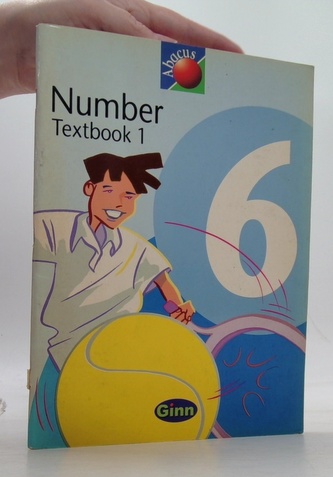 Abacus
Number
Textbook 1
6
Ginn